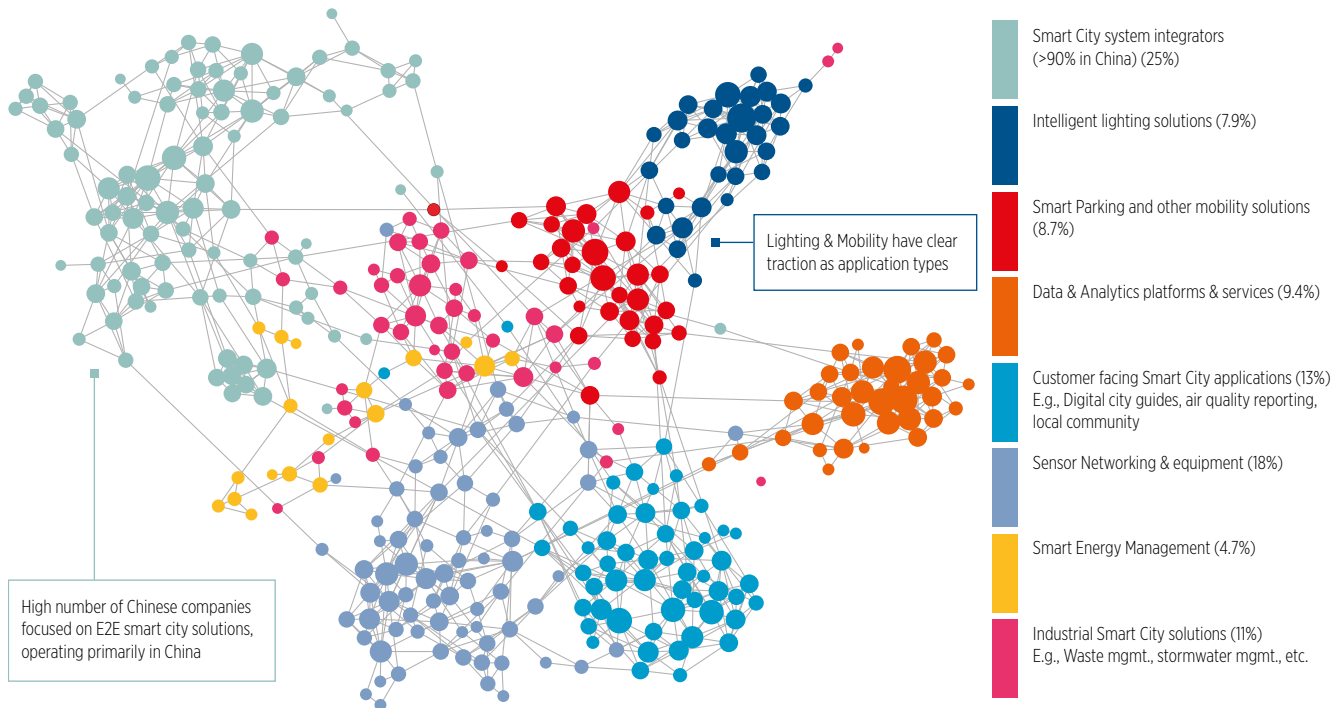 Smart City system integrators
(>90% in China) (25%)
Intelligent lighting solutions (7.9%)
Smart Parking and other mobility solutions
(8.7%)
Lighting & Mobility have clear
traction as application types
Data & Analytics platforms & services (9.4%)
Customer facing Smart City applications (13%)
E.g., Digital city guides, air quality reporting,
local community
Sensor Networking & equipment (18%)
Smart Energy Management (4.7%)
High number of Chinese companies
focused on E2E smart city solutions,
operating primarily in China
Industrial Smart City solutions (11%)
E.g., Waste mgmt., stormwater mgmt., etc.